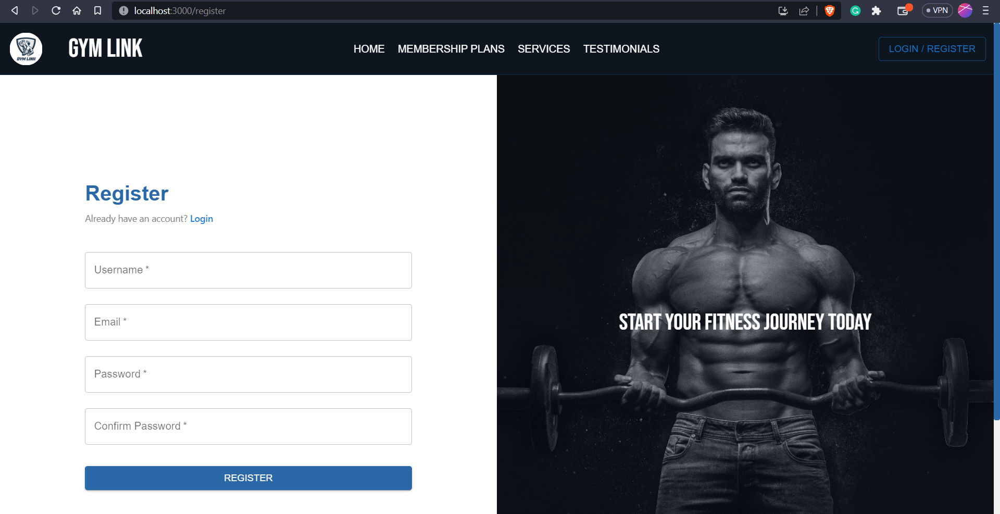 localhost:3000/register
VPN
GYM LINK
GYM LINK
HOME MEMBERSHIP PLANS SERVICES TESTIMONIALS
LOGIN / REGISTER
Register
Already have an account? Login
Username *
Email *
Password *
Confirm Password *
REGISTER
START YOUR FITNESS JOURNEY TODAY